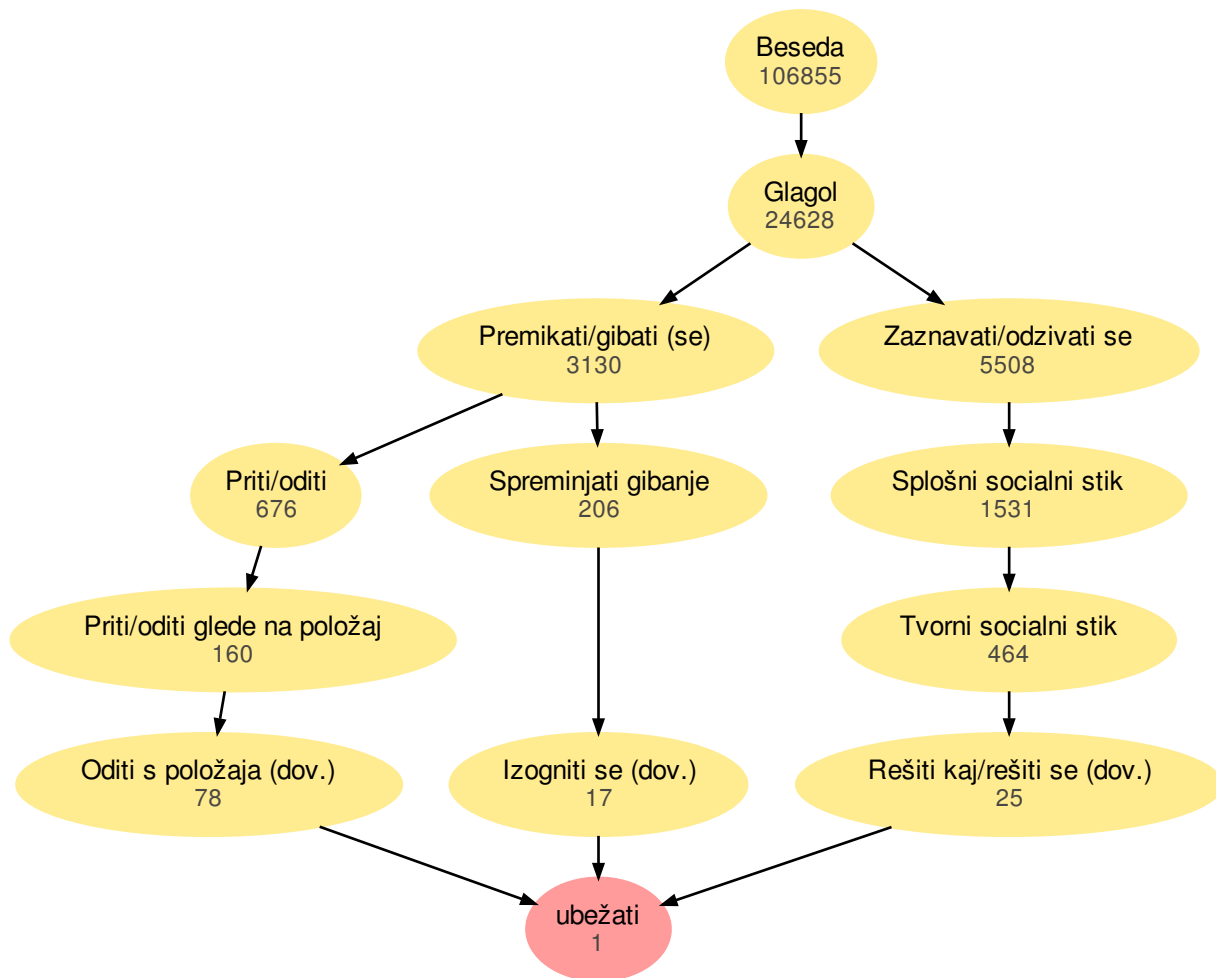 Beseda
106855
Glagol
24628
Premikati/gibati (se)
3130
Zaznavati/odzivati se
5508
Priti/oditi
676
Spreminjati gibanje
206
Splošni socialni stik
1531
Priti/oditi glede na položaj
160
Tvorni socialni stik
464
Oditi s položaja (dov.)
78
Izogniti se (dov.)
17
Rešiti kaj/rešiti se (dov.)
25
ubežati
1